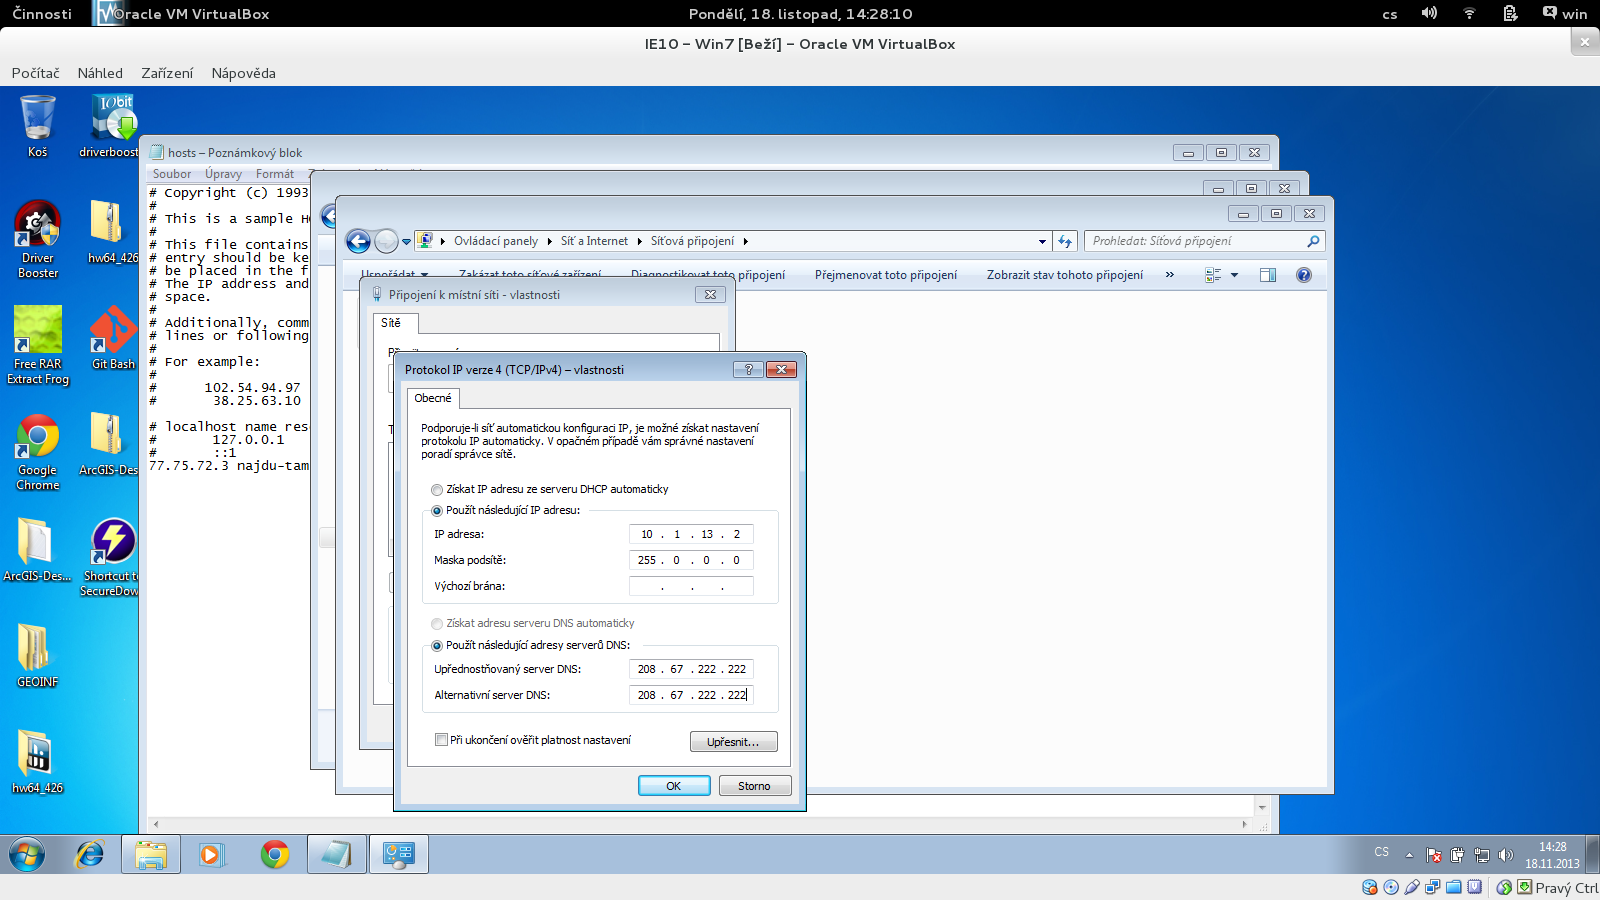 Činnosti
Oracle VM VirtualBox
Pondělí, 18. listopad, 14:28:10
cs
win
IE10 – Win7 [Beží] – Oracle VM VirtualBox
Počítač Náhled Zařízení Nápověda
Koš
driverboost
Driver Booster
hw64_426
Free RAR Extract Frog
Git Bash
Google Chrome
ArcGIS-Des
ArcGIS-Des...
Shortcut to SecureDow
GEOINF
hw64_426
hosts – Poznámkový blok
Soubor Úpravy Formát
# Copyright (c) 1993
#
# This is a sample H
#
# This file contains
# entry should be ke
# be placed in the f
# The IP address and
# space.
#
# Additionally, comm
# lines or following
#
# For example:
#
# 102.54.94.97
# 38.25.63.10
# localhost name res
# 127.0.0.1
# ::1
77.75.72.3 najdu-tam
Ovládací panely
Síť a Internet
Síťová připojení
Prohledat: Síťová připojení
Uspořádat
Zakázat toto síťové zařízení
Diagnostikovat toto připojení
Přejmenovat toto připojení
Zobrazit stav tohoto připojení
»
Připojení k místní síti - vlastnosti
Sítě
Protokol IP verze 4 (TCP/IPv4) – vlastnosti
Obecné
Podporuje-li síť automatickou konfiguraci IP, je možné získat nastavení
protokolu IP automaticky. V opačném případě vám správné nastavení
poradí správce sítě.
Získat IP adresu ze serveru DHCP automaticky
Použít následující IP adresu:
IP adresa: 10 . 1 . 13 . 2
Maska podsítě: 255 . 0 . 0 . 0
Výchozí brána: . . .
Získat adresu serveru DNS automaticky
Použít následující adresy serverů DNS:
Upřednostňovaný server DNS: 208 . 67 . 222 . 222
Alternativní server DNS: 208 . 67 . 222 . 222
Při ukončení ověřit platnost nastavení
Upřesnit...
OK
Storno
CS
14:28
18.11.2013
Pravý Ctrl